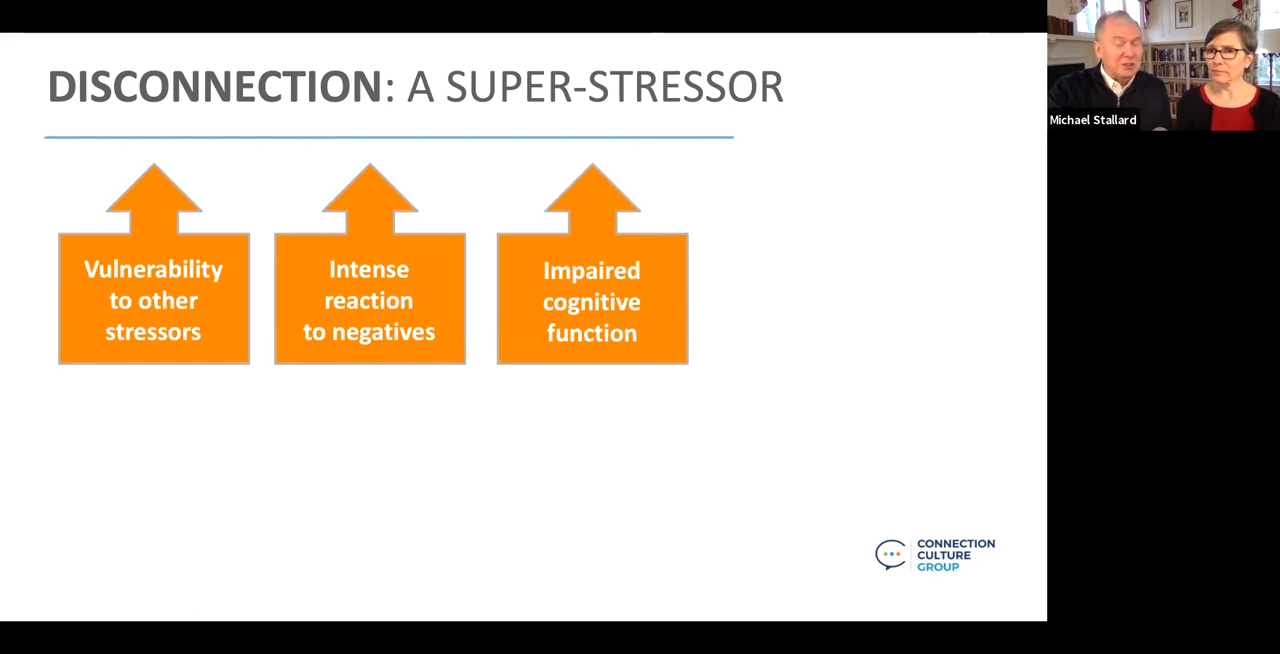 DISCONNECTION: A SUPER-STRESSOR
Vulnerability
to other
stressors
Intense
reaction
to negatives
Impaired
cognitive
function
CONNECTION
CULTURE
GROUP
Michael Stallard